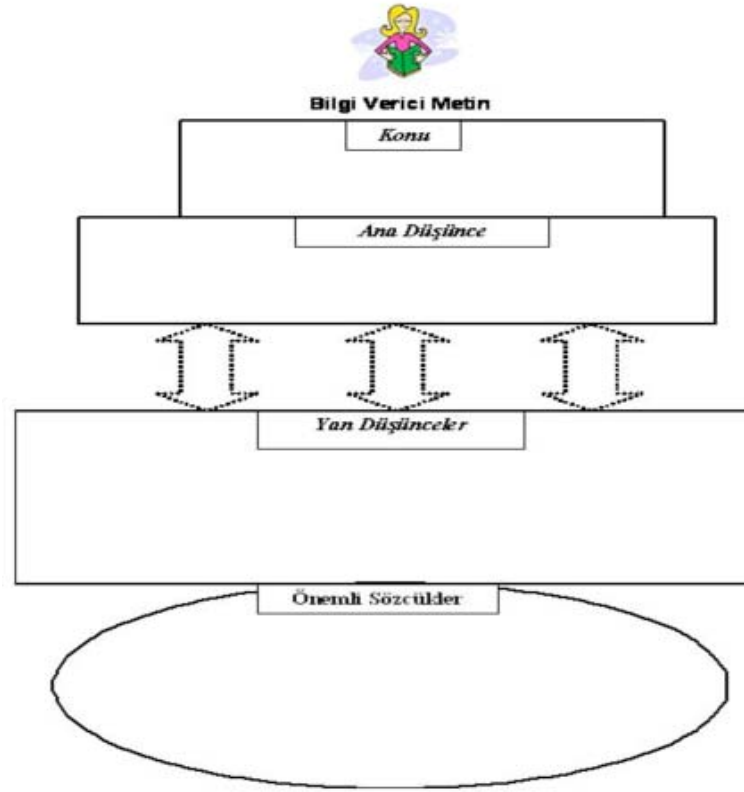 Bilgi Verici Metin
Konu
Ana Düşünce
Yan Düşünceler
Önemli Sözcükler